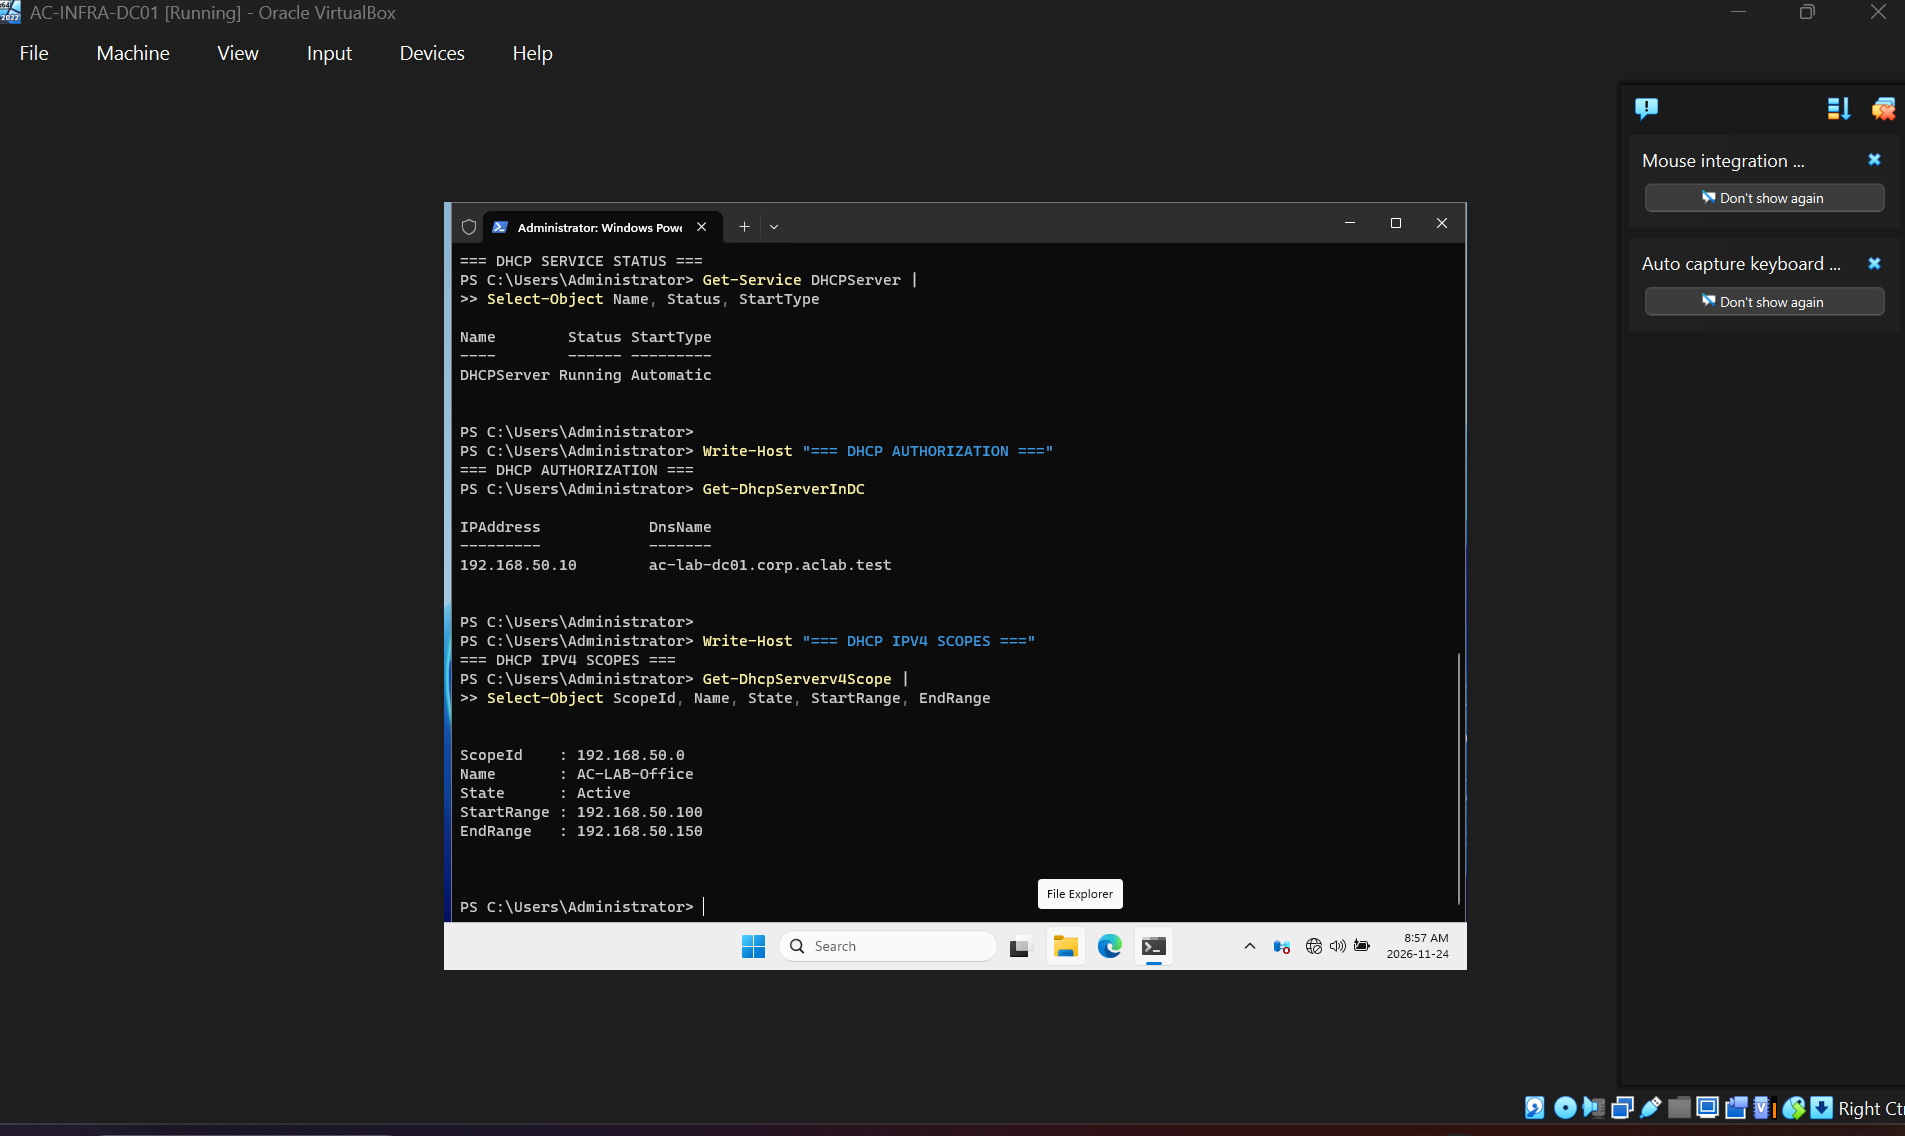 AC-INFRA-DC01 [Running] - Oracle VirtualBox
File Machine View Input Devices Help
Mouse integration ...
Don't show again
Auto capture keyboard ...
Don't show again
Administrator: Windows Powe
=== DHCP SERVICE STATUS ===
PS C:\Users\Administrator> Get-Service DHCPServer |
>> Select-Object Name, Status, StartType
Name Status StartType
---- ------ ---------
DHCPServer Running Automatic
PS C:\Users\Administrator>
PS C:\Users\Administrator> Write-Host "=== DHCP AUTHORIZATION ==="
=== DHCP AUTHORIZATION ===
PS C:\Users\Administrator> Get-DhcpServerInDC
IPAddress DnsName
--------- -------
192.168.50.10 ac-lab-dc01.corp.aclab.test
PS C:\Users\Administrator>
PS C:\Users\Administrator> Write-Host "=== DHCP IPV4 SCOPES ==="
=== DHCP IPV4 SCOPES ===
PS C:\Users\Administrator> Get-DhcpServerv4Scope |
>> Select-Object ScopeId, Name, State, StartRange, EndRange
ScopeId : 192.168.50.0
Name : AC-LAB-Office
State : Active
StartRange : 192.168.50.100
EndRange : 192.168.50.150
PS C:\Users\Administrator>
File Explorer
Search
8:57 AM
2026-11-24
Right Ct